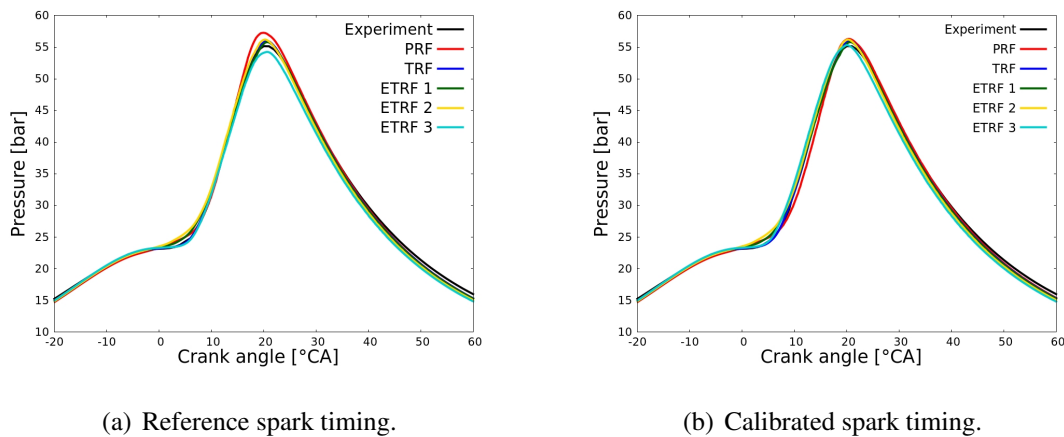 60
55
50
45
40
35
30
25
20
15
10
Pressure [bar]
-20 -10 0 10 20 30 40 50 60
Crank angle [°CA]
Experiment
PRF
TRF
ETRF 1
ETRF 2
ETRF 3
(a) Reference spark timing.
60
55
50
45
40
35
30
25
20
15
10
Pressure [bar]
-20 -10 0 10 20 30 40 50 60
Crank angle [°CA]
Experiment
PRF
TRF
ETRF 1
ETRF 2
ETRF 3
(b) Calibrated spark timing.